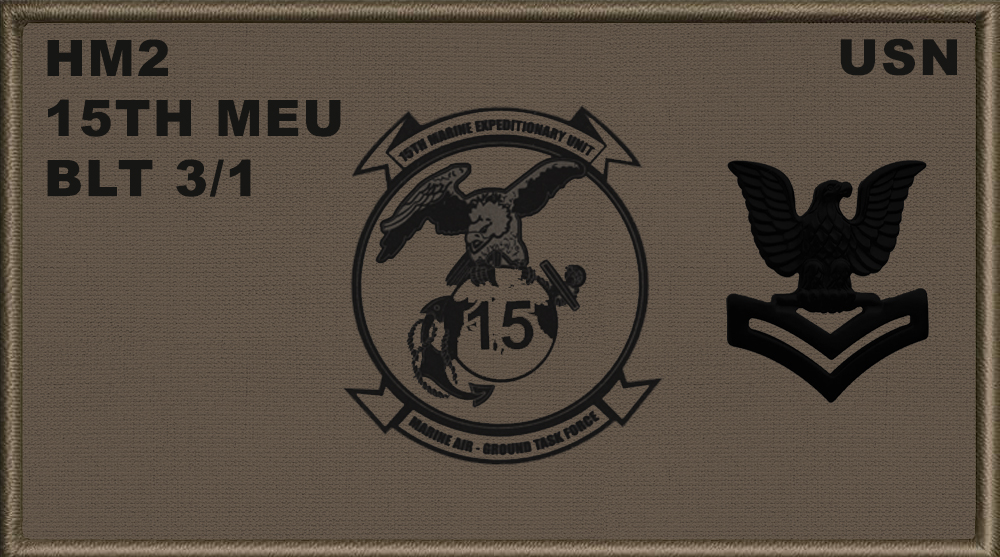 HM2
USN
15TH MEU
BLT 3/1
15TH MARINE EXPEDITIONARY UNIT
15
MARINE AIR - GROUND TASK FORCE